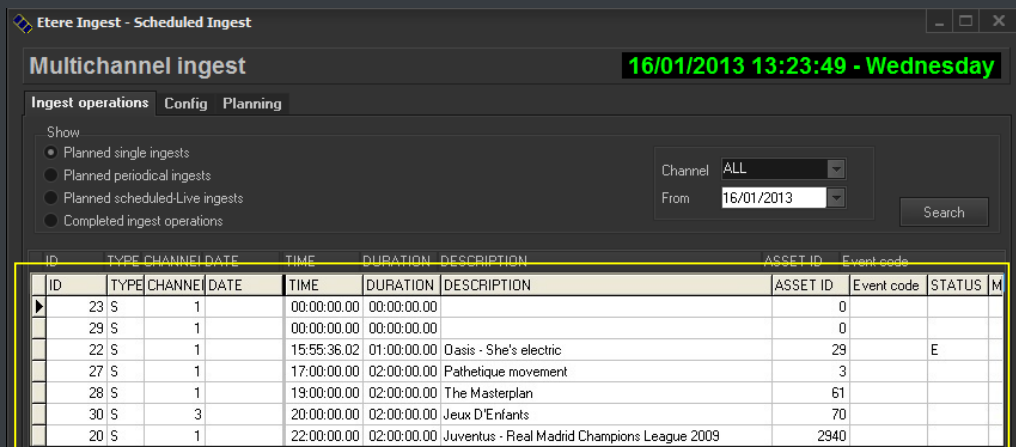 Etere Ingest - Scheduled Ingest
Multichannel ingest 16/01/2013 13:23:49 - Wednesday
Ingest operations Config Planning
Show
Planned single ingests
Planned periodical ingests
Planned scheduled-Live ingests
Completed ingest operations
Channel ALL
From 16/01/2013
Search
ID TYPE CHANNEL DATE TIME DURATION DESCRIPTION ASSET ID Event code
ID TYPE CHANNEL DATE TIME DURATION DESCRIPTION ASSET ID Event code STATUS M
23 S 1 00:00:00.00 00:00:00.00 0
29 S 1 00:00:00.00 00:00:00.00 0
22 S 1 15:55:36.02 01:00:00.00 Oasis - She's electric 29 E
27 S 1 17:00:00.00 02:00:00.00 Pathetique movement 3
28 S 1 19:00:00.00 02:00:00.00 The Masterplan 61
30 S 3 20:00:00.00 02:00:00.00 Jeux D'Enfants 70
20 S 1 22:00:00.00 02:00:00.00 Juventus - Real Madrid Champions League 2009 2940